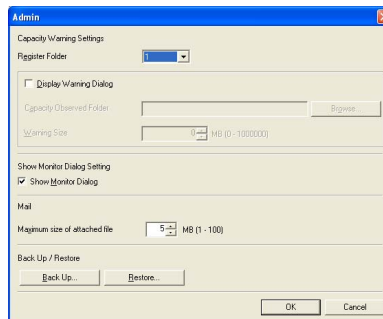 Admin
Capacity Warning Settings
Register Folder 1
Display Warning Dialog
Capacity Observed Folder Browse...
Warning Size 0 MB (0 - 1000000)
Show Monitor Dialog Setting
Show Monitor Dialog
Mail
Maximum size of attached file 5 MB (1 - 100)
Back Up / Restore
Back Up... Restore...
OK Cancel